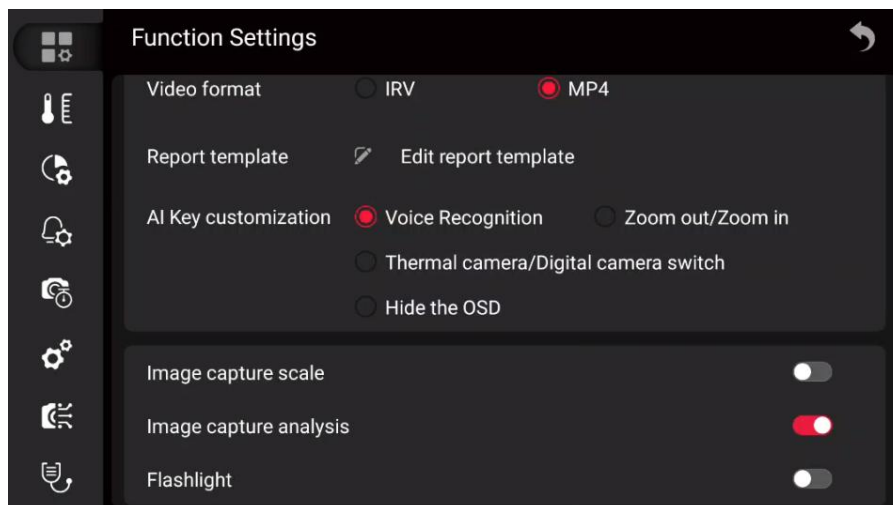 Function Settings
Video format IRV MP4
Report template Edit report template
AI Key customization Voice Recognition Zoom out/Zoom in
Thermal camera/Digital camera switch
Hide the OSD
Image capture scale
Image capture analysis
Flashlight